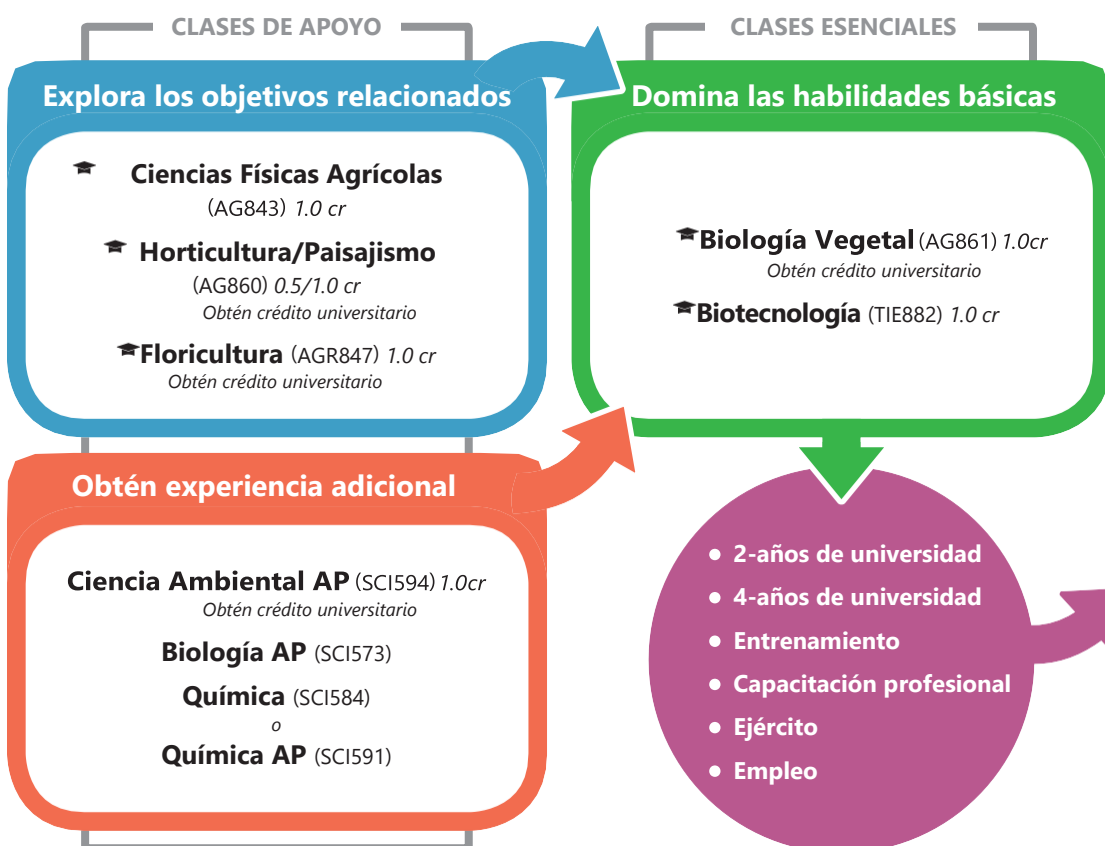 CLASES DE APOYO
Explora los objetivos relacionados
Ciencias Físicas Agrícolas
(AG843) 1.0 cr
Horticultura/Paisajismo
(AG860) 0.5/1.0 cr
Obtén crédito universitario
Floricultura (AGR847) 1.0 cr
Obtén crédito universitario
Obtén experiencia adicional
Ciencia Ambiental AP (SCI594) 1.0cr
Obtén crédito universitario
Biología AP (SCI573)
Química (SCI584)
o
Química AP (SCI591)
CLASES ESENCIALES
Domina las habilidades básicas
Biología Vegetal (AG861) 1.0cr
Obtén crédito universitario
Biotecnología (TIE882) 1.0 cr
• 2-años de universidad
• 4-años de universidad
• Entrenamiento
• Capacitación profesional
• Ejército
• Empleo